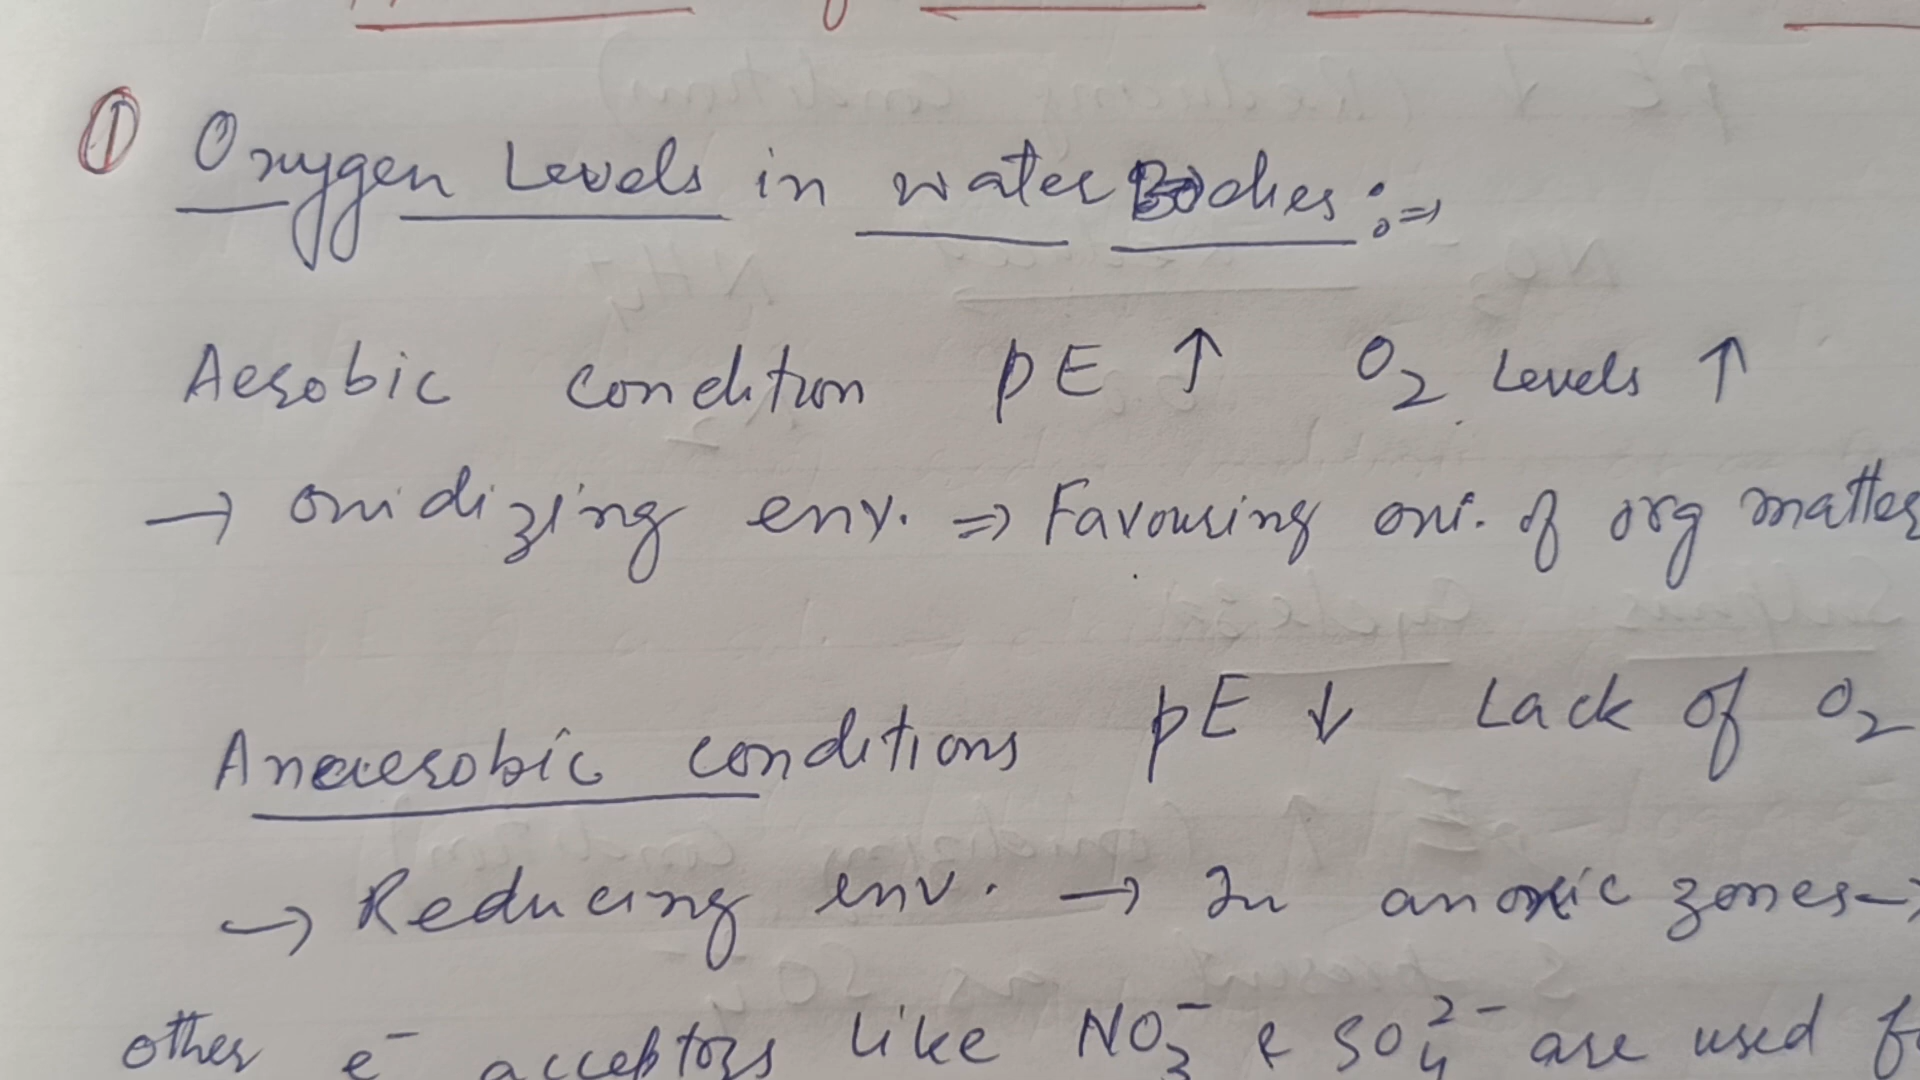 ① Oxygen Levels in water Bodies :⇒
Aerobic condition pE ↑ O₂ Levels ↑
→ oxidizing env. ⇒ Favouring oxi. of org matter
Anaerobic conditions pE ↓ Lack of O₂
→ Reducing env. → In anoxic zones →
other e⁻ acceptors like NO₃⁻ & SO₄²⁻ are used